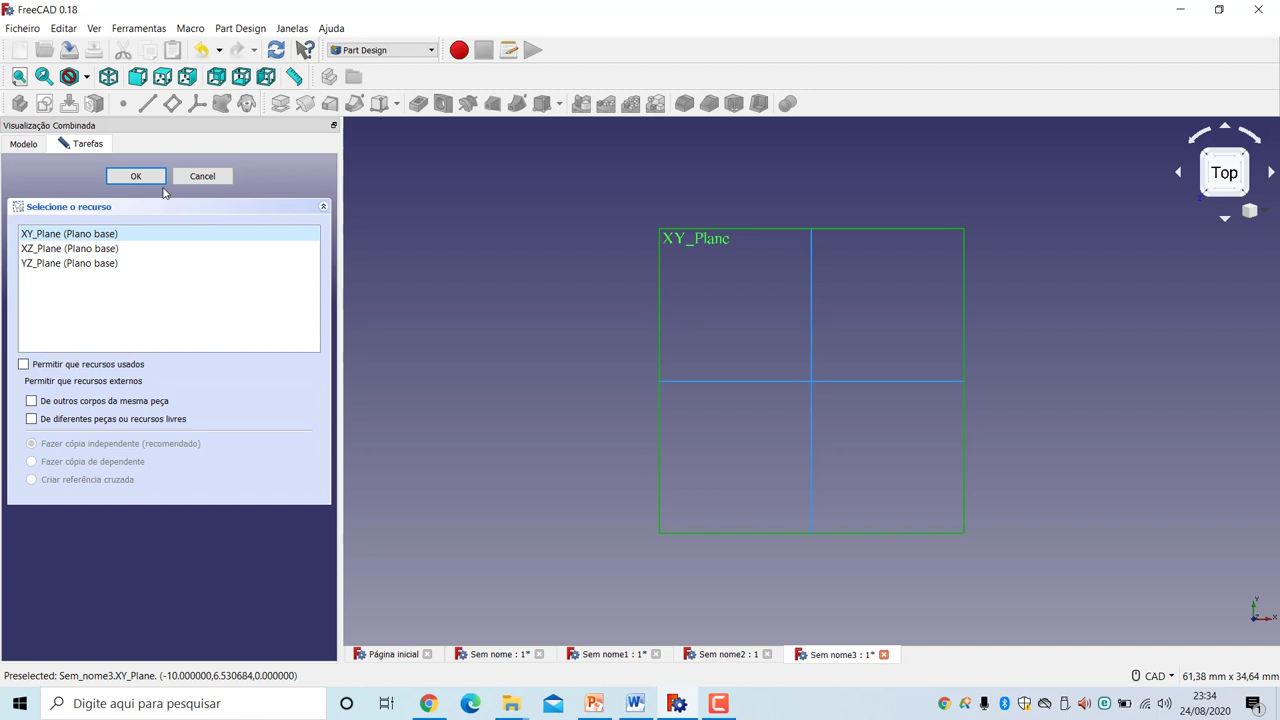 FreeCAD 0.18
Ficheiro Editar Ver Ferramentas Macro Part Design Janelas Ajuda
Part Design
Visualização Combinada
Modelo Tarefas
OK Cancel
Selecione o recurso
XY_Plane (Plano base)
XZ_Plane (Plano base)
YZ_Plane (Plano base)
Permitir que recursos usados
Permitir que recursos externos
De outros corpos da mesma peça
De diferentes peças ou recursos livres
Fazer cópia independente (recomendado)
Fazer cópia de dependente
Criar referência cruzada
XY_Plane
Top
Z
Y
Z X
Página inicial Sem nome : 1* Sem nome1 : 1* Sem nome2 : 1 Sem nome3 : 1*
Preselected: Sem_nome3.XY_Plane. (-10.000000,6.530684,0.000000) CAD 61,38 mm x 34,64 mm
Digite aqui para pesquisar
23:34
24/08/2020
1